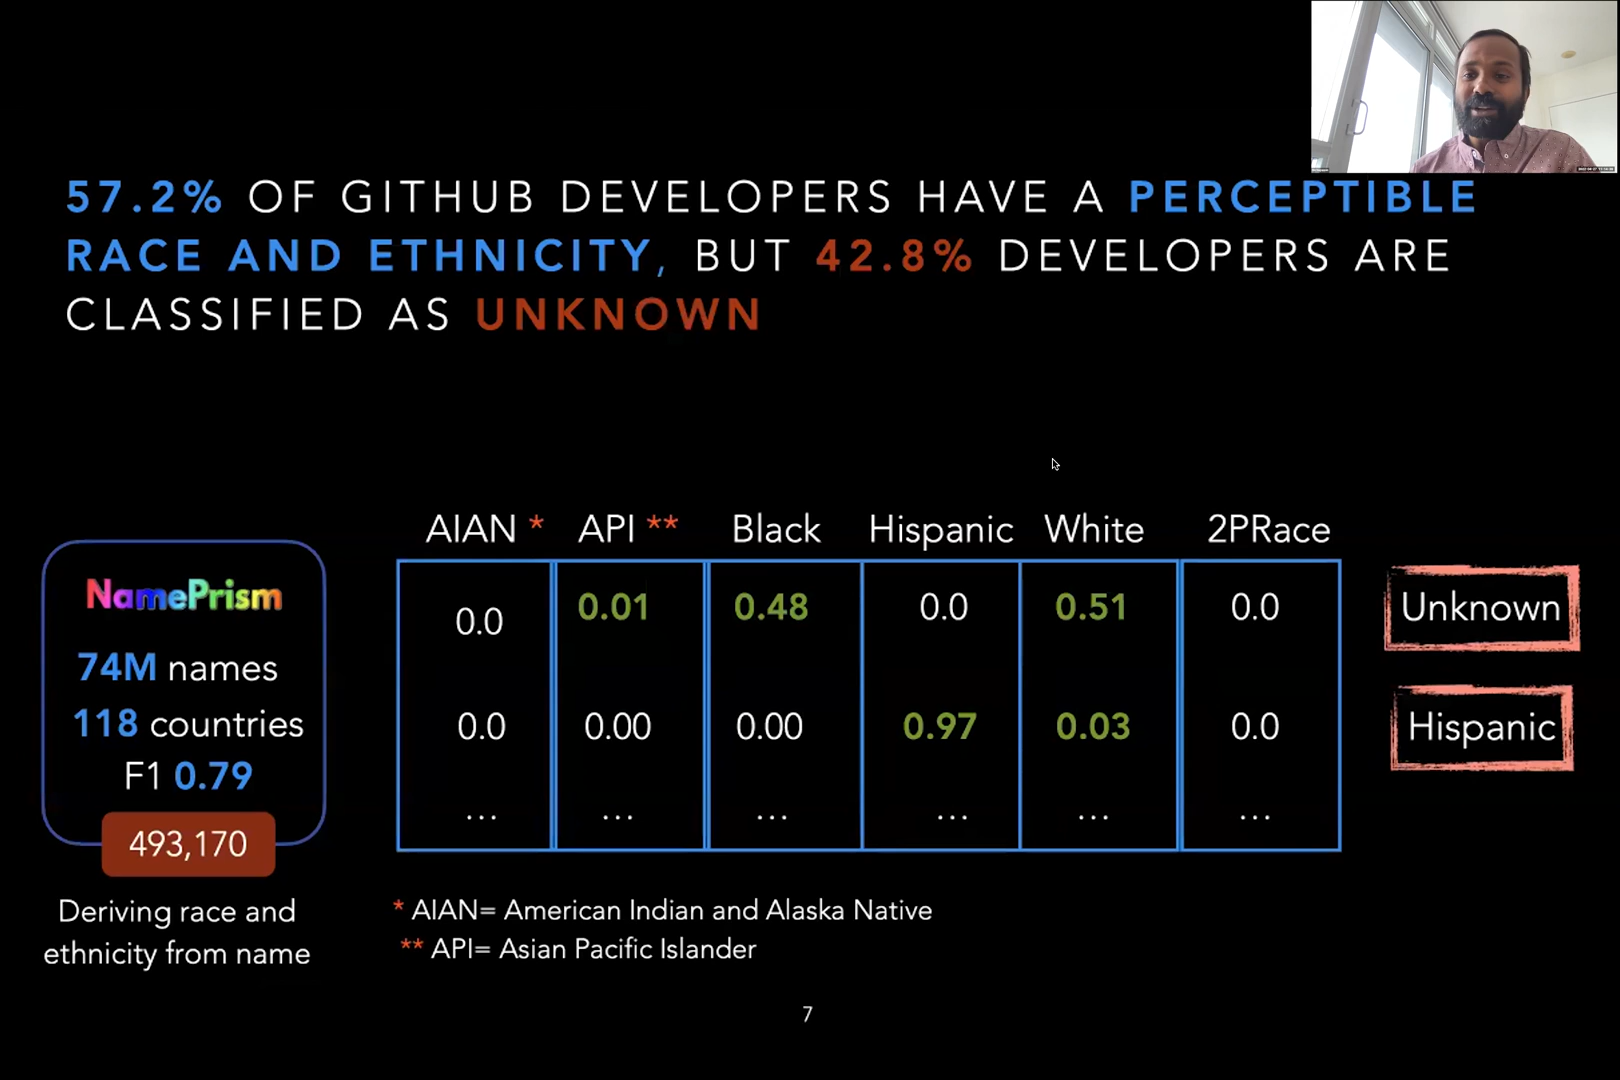 57.2% OF GITHUB DEVELOPERS HAVE A PERCEPTIBLE
RACE AND ETHNICITY, BUT 42.8% DEVELOPERS ARE
CLASSIFIED AS UNKNOWN
AIAN * API ** Black Hispanic White 2PRace
NamePrism
74M names
118 countries
F1 0.79
493,170
Deriving race and
ethnicity from name
0.0 0.01 0.48 0.0 0.51 0.0 Unknown
0.0 0.00 0.00 0.97 0.03 0.0 Hispanic
... ... ... ... ... ...
* AIAN= American Indian and Alaska Native
** API= Asian Pacific Islander
7